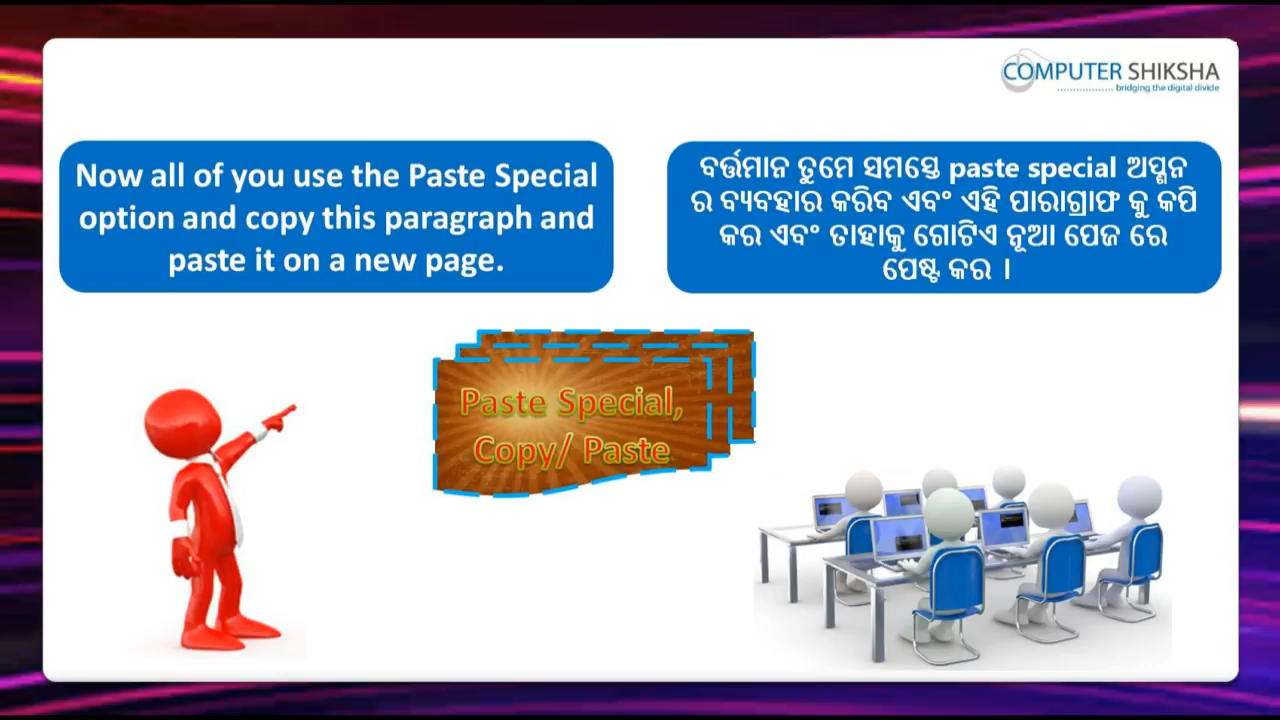 COMPUTER SHIKSHA
bridging the digital divide
Now all of you use the Paste Special
option and copy this paragraph and
paste it on a new page.
ବର୍ତ୍ତମାନ ତୁମେ ସମସ୍ତେ paste special ଅପ୍ସନ
ର ବ୍ୟବହାର କରିବ ଏବଂ ଏହି ପାରାଗ୍ରାଫ କୁ କପି
କର ଏବଂ ତାହାକୁ ଗୋଟିଏ ନୂଆ ପେଜ ରେ
ପେଷ୍ଟ କର ।
Paste Special,
Copy/ Paste